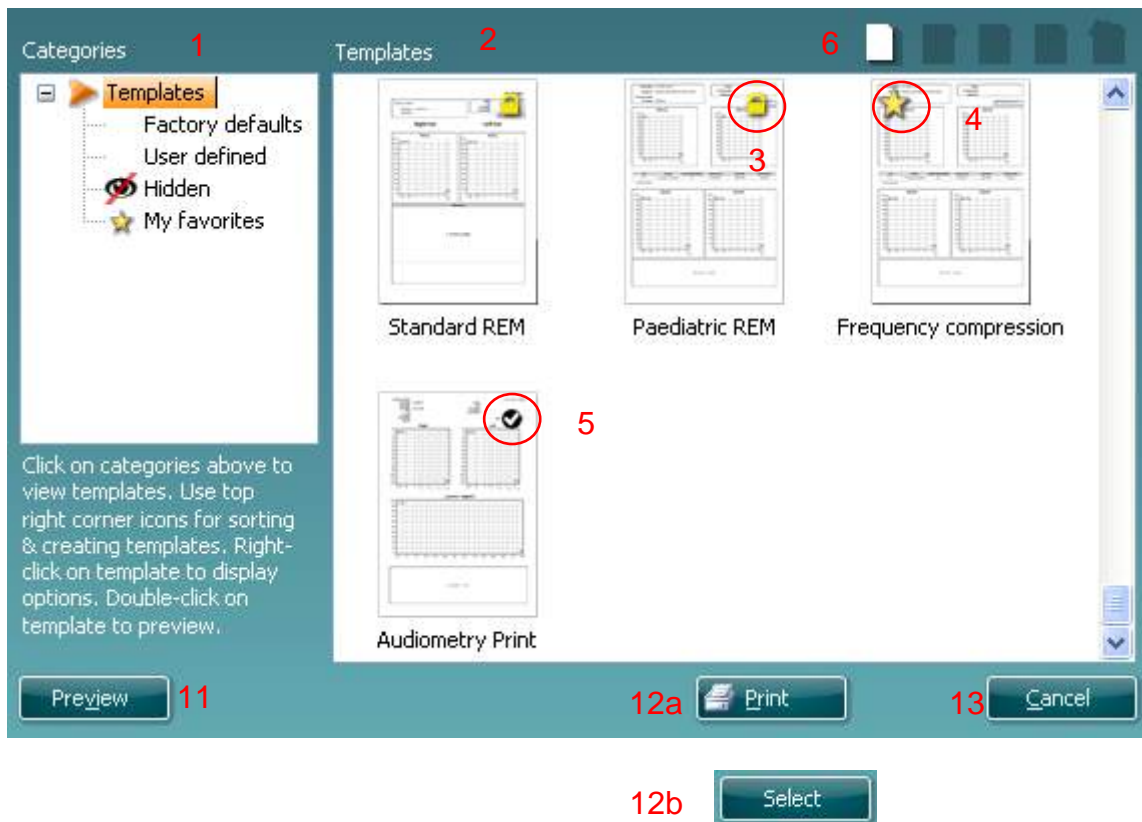 Categories 1 Templates 2 6
Templates
Factory defaults
User defined
Hidden
My favorites
3
4
Standard REM
Paediatric REM
Frequency compression
5
Audiometry Print
Click on categories above to
view templates. Use top
right corner icons for sorting
& creating templates. Right-
click on template to display
options. Double-click on
template to preview.
Preview 11 12a Print 13 Cancel
12b Select